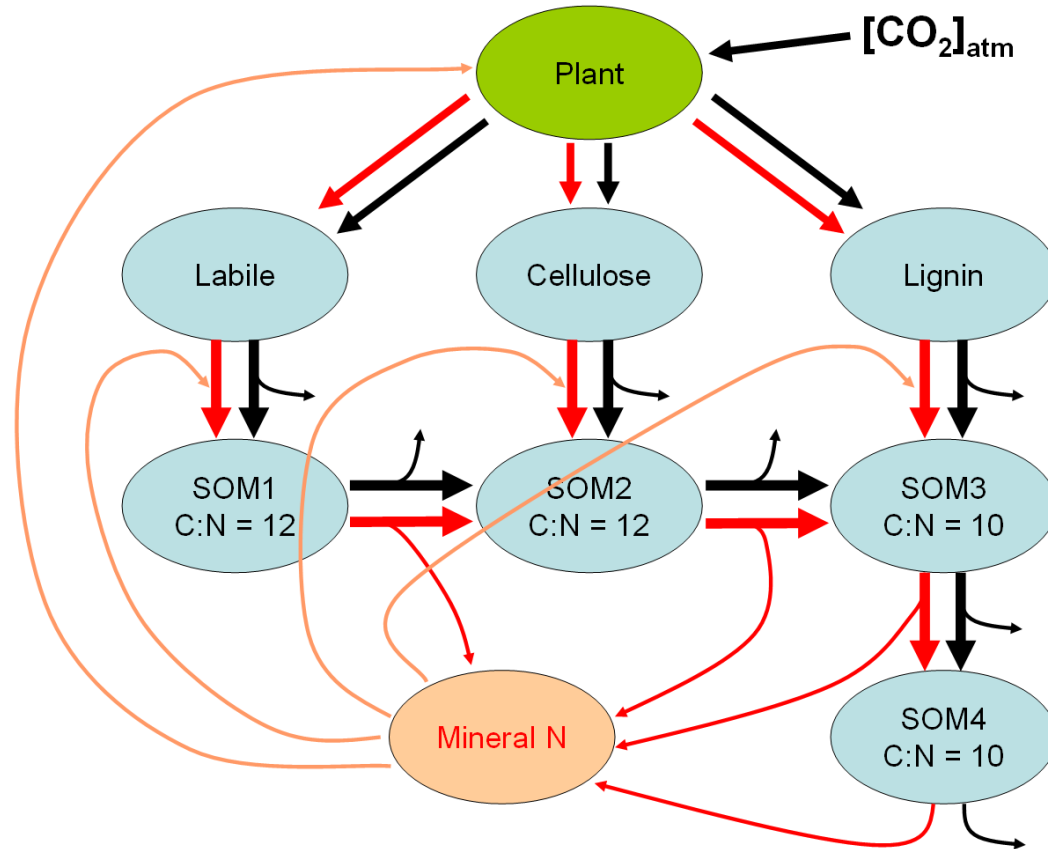 [CO₂]ₐₜₘ
Plant
Labile
Cellulose
Lignin
SOM1
C:N = 12
SOM2
C:N = 12
SOM3
C:N = 10
SOM4
C:N = 10
Mineral N